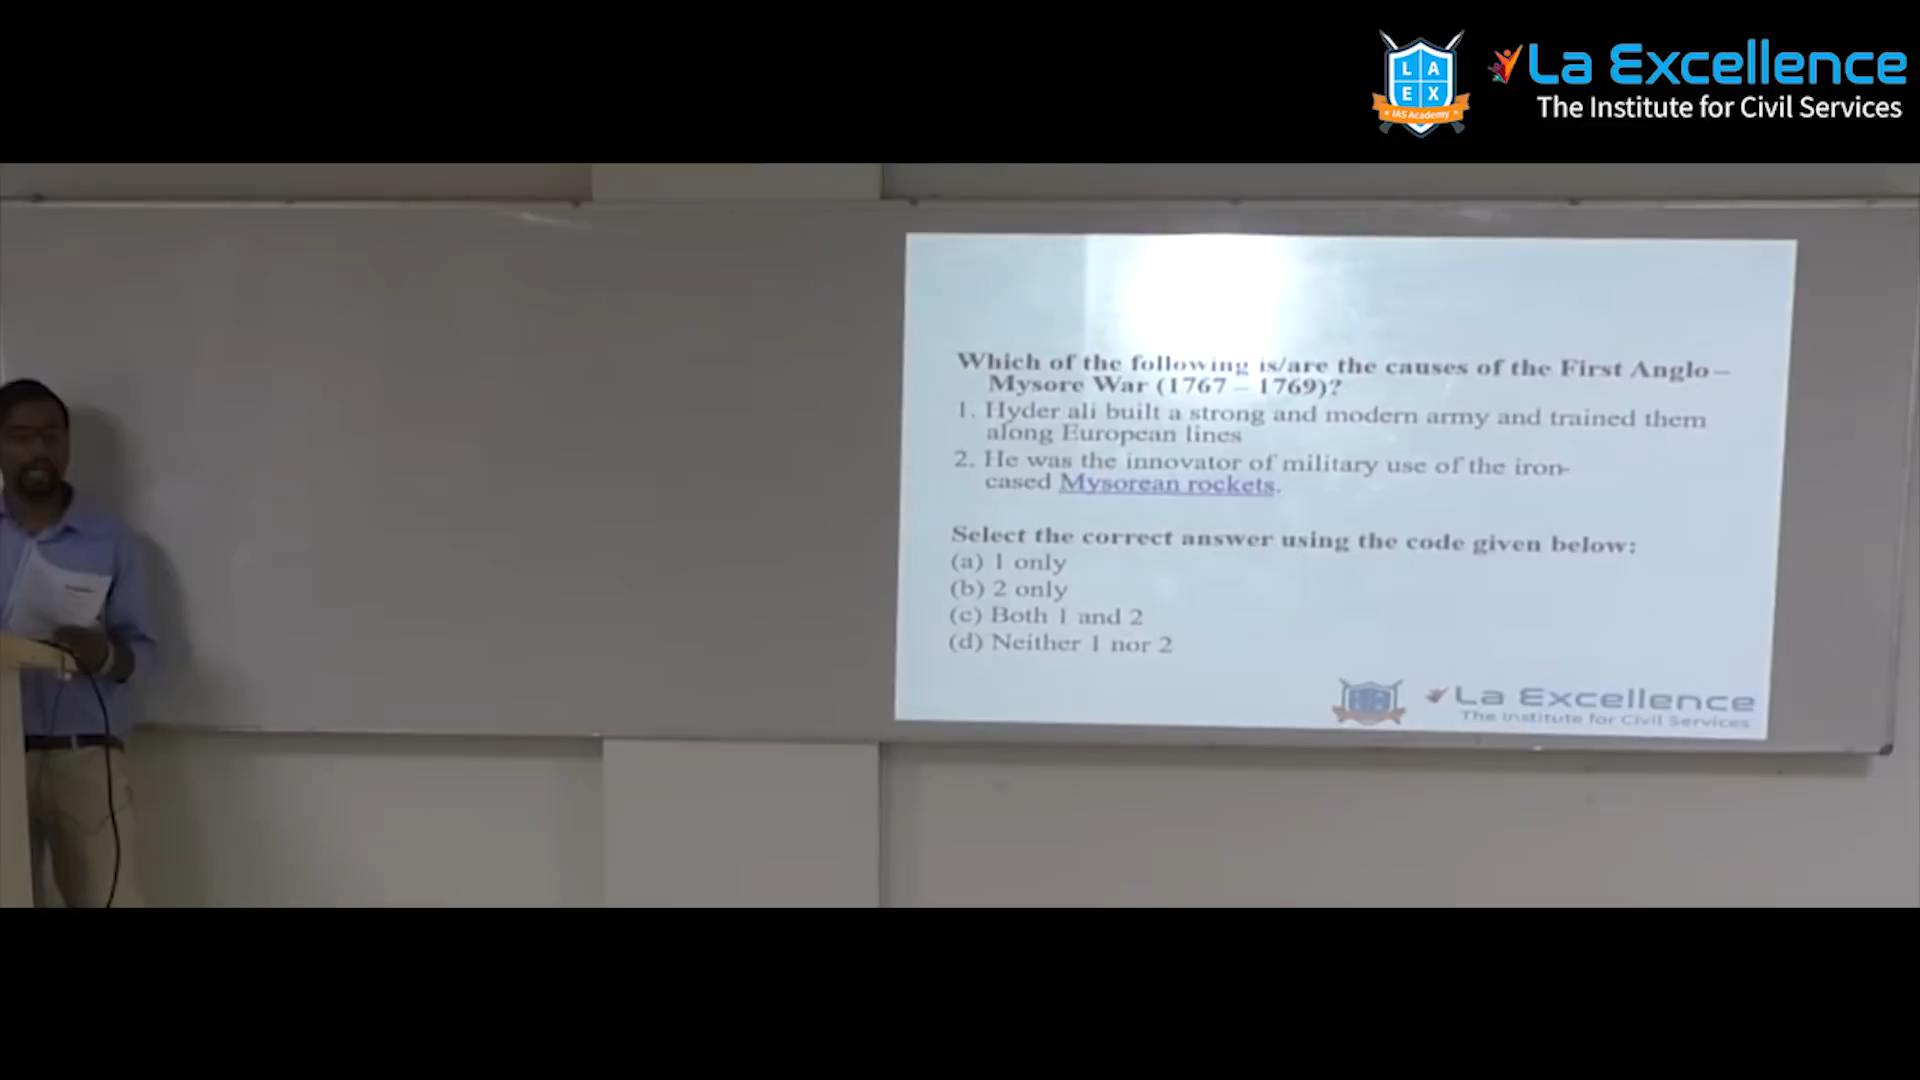 L A
E X
IAS Academy
La Excellence
The Institute for Civil Services
Which of the following is/are the causes of the First Anglo –
Mysore War (1767 – 1769)?
1. Hyder ali built a strong and modern army and trained them
along European lines
2. He was the innovator of military use of the iron-
cased Mysorean rockets.
Select the correct answer using the code given below:
(a) 1 only
(b) 2 only
(c) Both 1 and 2
(d) Neither 1 nor 2
La Excellence
The Institute for Civil Services